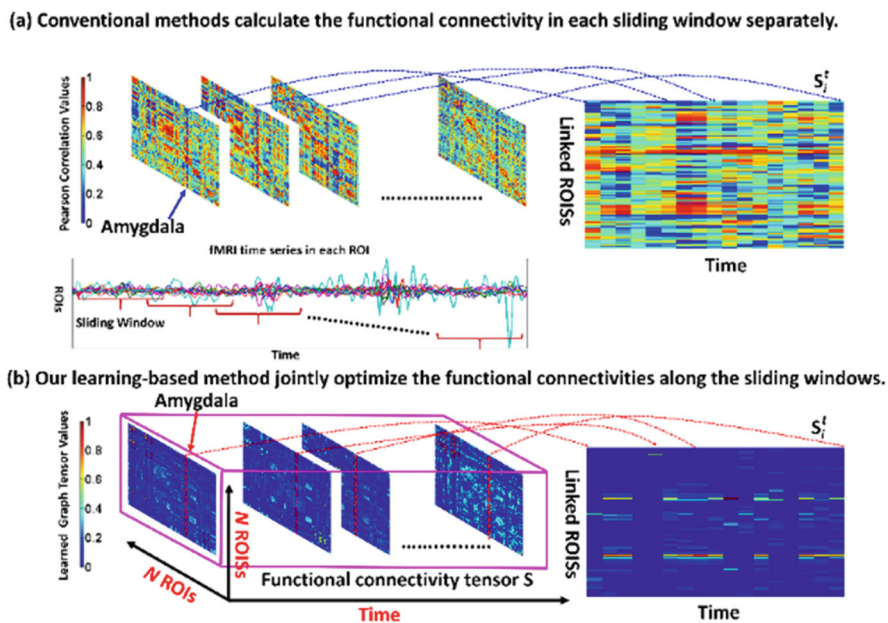 (a) Conventional methods calculate the functional connectivity in each sliding window separately.
Pearson Correlation Values
1
0.8
0.6
0.4
0.2
0
Amygdala
S_i^t
Linked ROISs
Time
fMRI time series in each ROI
ROIs
Sliding Window
Time
(b) Our learning-based method jointly optimize the functional connectivities along the sliding windows.
Amygdala
Learned Graph Tensor Values
1
0.8
0.6
0.4
0.2
0
N ROISs
N ROIs
Functional connectivity tensor S
Time
S_i^t
Linked ROISs
Time